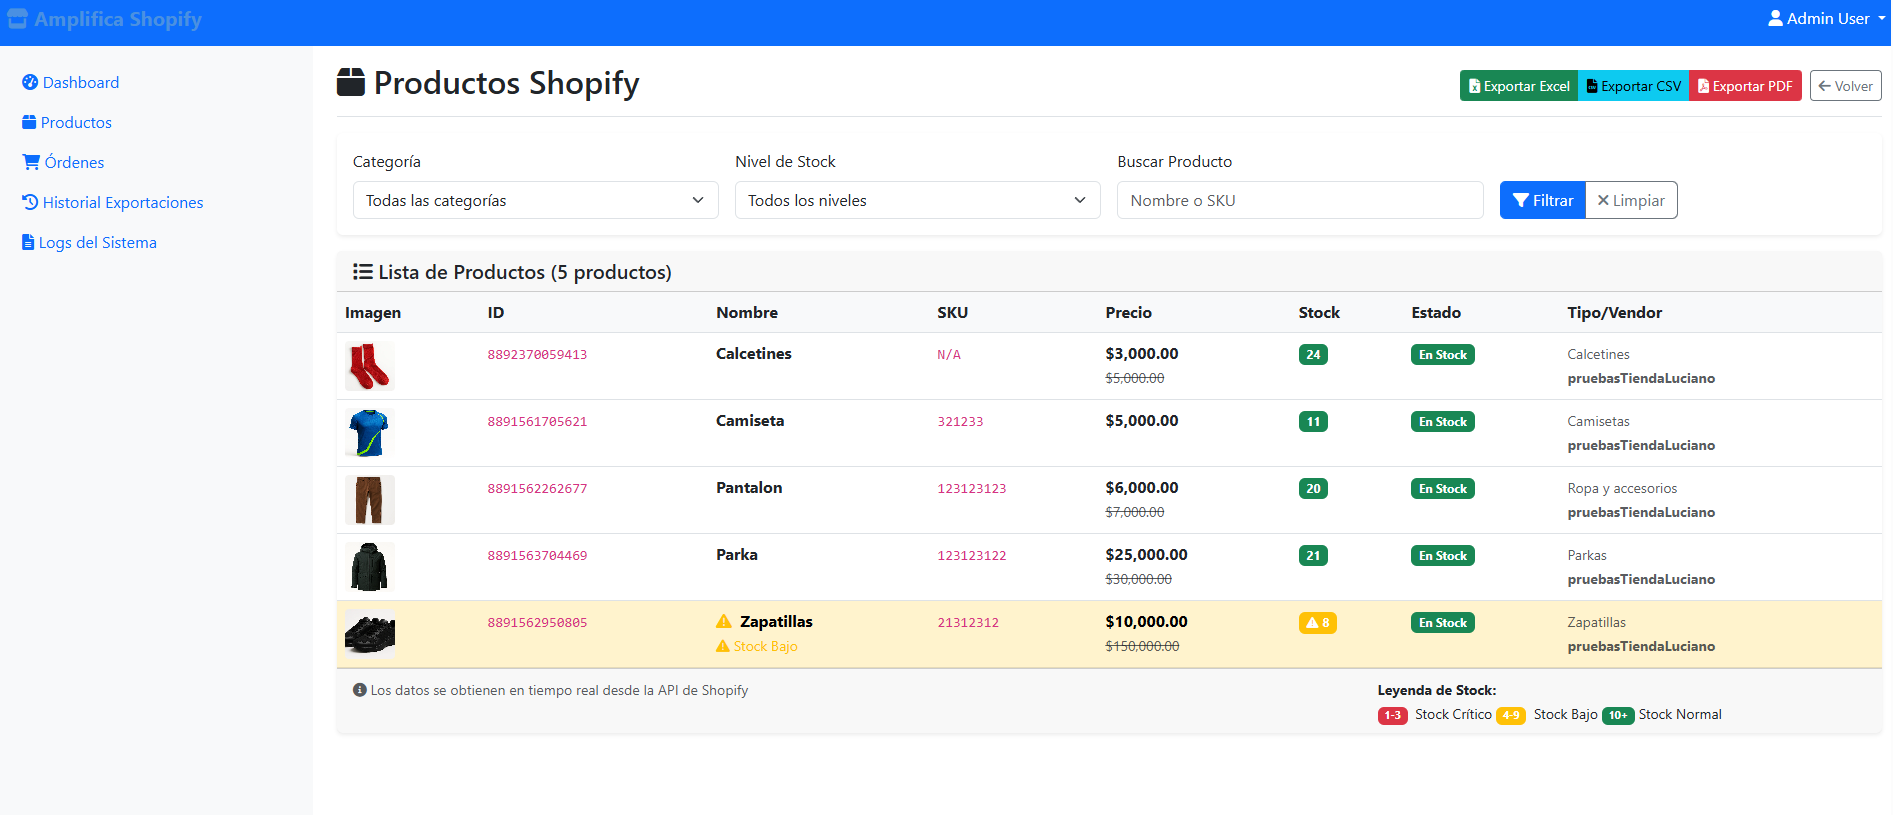 Amplifica Shopify
Admin User
Dashboard
Productos
Órdenes
Historial Exportaciones
Logs del Sistema
Productos Shopify
Exportar Excel Exportar CSV Exportar PDF Volver
Categoría Nivel de Stock Buscar Producto
Todas las categorías Todos los niveles Nombre o SKU Filtrar Limpiar
Lista de Productos (5 productos)
Imagen ID Nombre SKU Precio Stock Estado Tipo/Vendor
8892370059413 Calcetines N/A $3,000.00 24 En Stock Calcetines
$5,000.00 pruebasTiendaLuciano
8891561705621 Camiseta 321233 $5,000.00 11 En Stock Camisetas
pruebasTiendaLuciano
8891562262677 Pantalon 123123123 $6,000.00 20 En Stock Ropa y accesorios
$7,000.00 pruebasTiendaLuciano
8891563704469 Parka 123123122 $25,000.00 21 En Stock Parkas
$30,000.00 pruebasTiendaLuciano
8891562950805 Zapatillas 21312312 $10,000.00 8 En Stock Zapatillas
Stock Bajo $150,000.00 pruebasTiendaLuciano
Los datos se obtienen en tiempo real desde la API de Shopify
Leyenda de Stock:
1-3 Stock Crítico 4-9 Stock Bajo 10+ Stock Normal